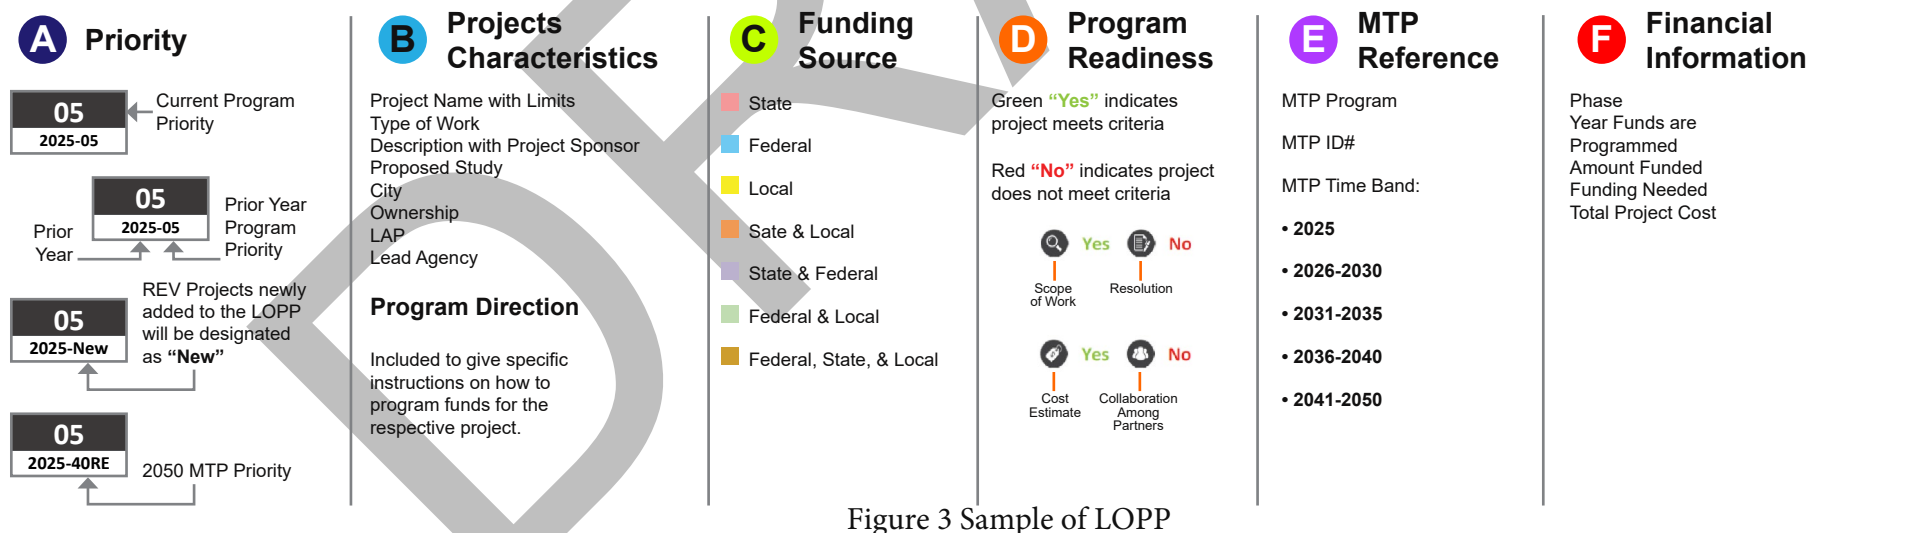 A Priority
05
2025-05
Current Program
Priority
05
2025-05
Prior
Year
Prior Year
Program
Priority
05
2025-New
REV Projects newly
added to the LOPP
will be designated
as “New”
05
2025-40RE
2050 MTP Priority
B Projects
Characteristics
Project Name with Limits
Type of Work
Description with Project Sponsor
Proposed Study
City
Ownership
LAP
Lead Agency
Program Direction
Included to give specific
instructions on how to
program funds for the
respective project.
C Funding
Source
State
Federal
Local
Sate & Local
State & Federal
Federal & Local
Federal, State, & Local
D Program
Readiness
Green “Yes” indicates
project meets criteria
Red “No” indicates project
does not meet criteria
Yes No
Scope
of Work
Resolution
Yes No
Cost
Estimate
Collaboration
Among
Partners
E MTP
Reference
MTP Program
MTP ID#
MTP Time Band:
• 2025
• 2026-2030
• 2031-2035
• 2036-2040
• 2041-2050
F Financial
Information
Phase
Year Funds are
Programmed
Amount Funded
Funding Needed
Total Project Cost
Figure 3 Sample of LOPP